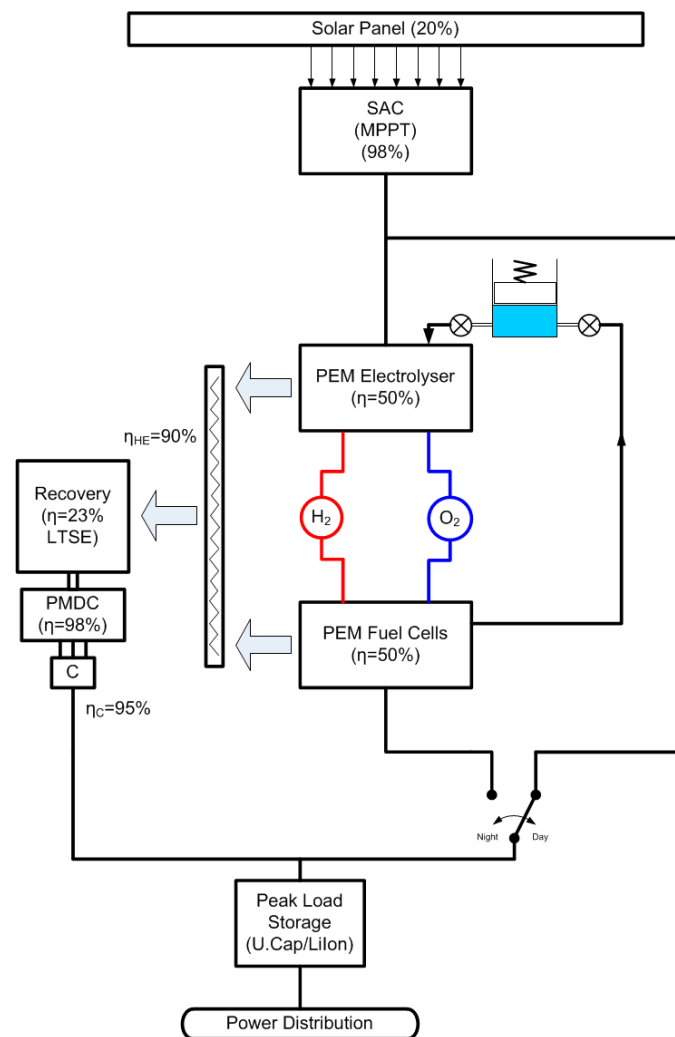 Solar Panel (20%)
SAC
(MPPT)
(98%)
PEM Electrolyser
(η=50%)
ηHE=90%
Recovery
(η=23%
LTSE)
H2
O2
PMDC
(η=98%)
PEM Fuel Cells
(η=50%)
C
ηC=95%
Night
Day
Peak Load
Storage
(U.Cap/LiIon)
Power Distribution